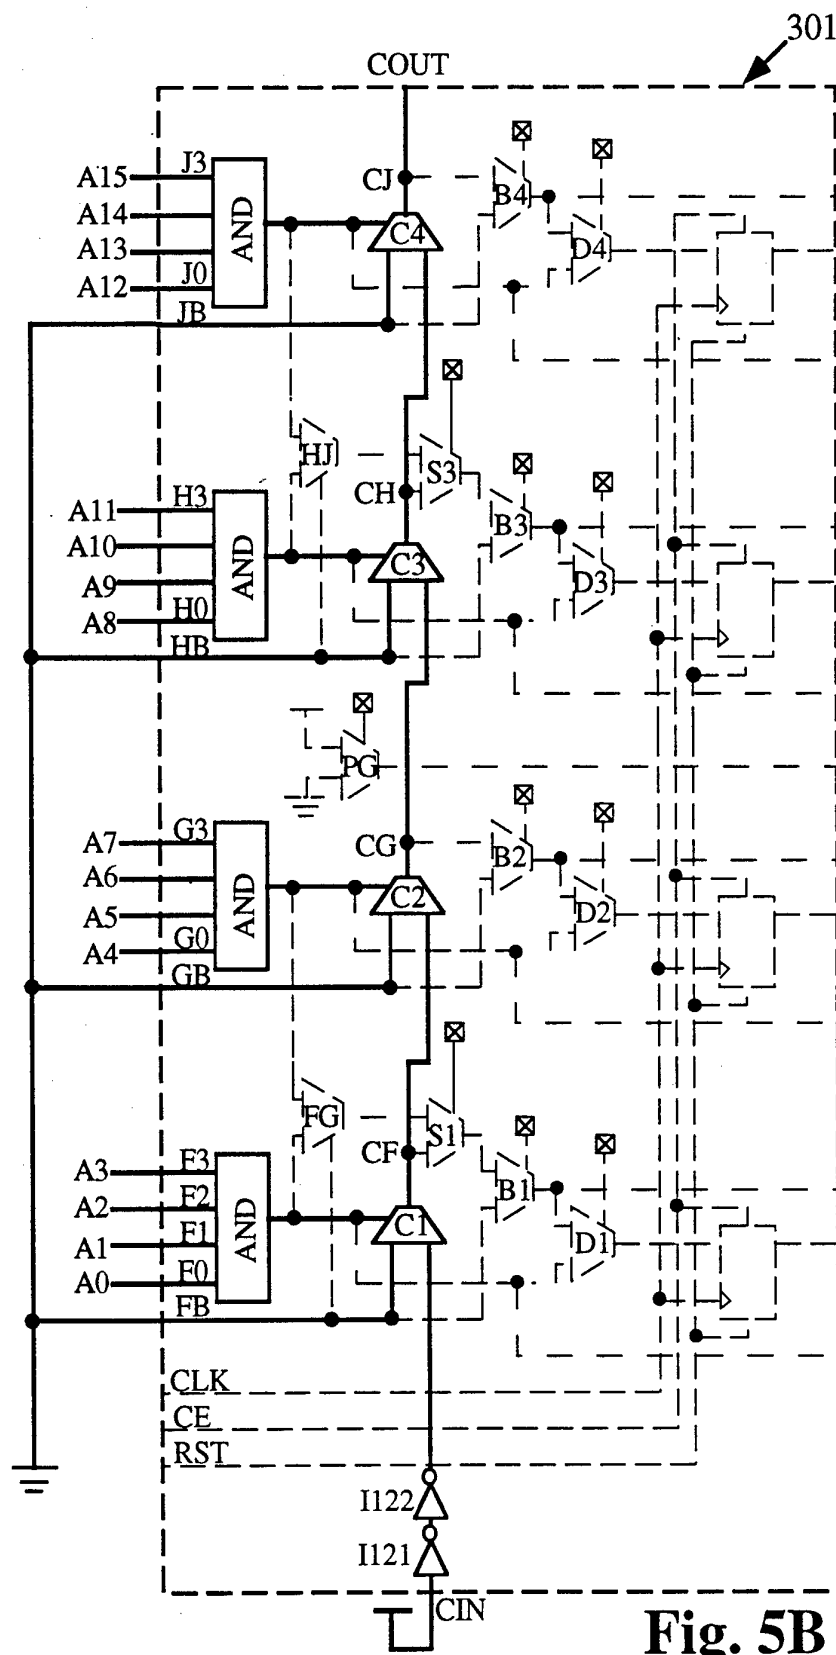 301
COUT
A15 J3
A14
A13
A12 J0
AND
JB
CJ
C4
B4
D4
HJ
S3
CH
A11 H3
A10
A9
A8 H0
AND
HB
C3
B3
D3
PG
A7 G3
A6
A5
A4 G0
AND
GB
CG
C2
B2
D2
FG
S1
CF
A3 F3
A2 F2
A1 F1
A0 F0
AND
FB
C1
B1
D1
CLK
CE
RST
I122
I121
CIN
Fig. 5B